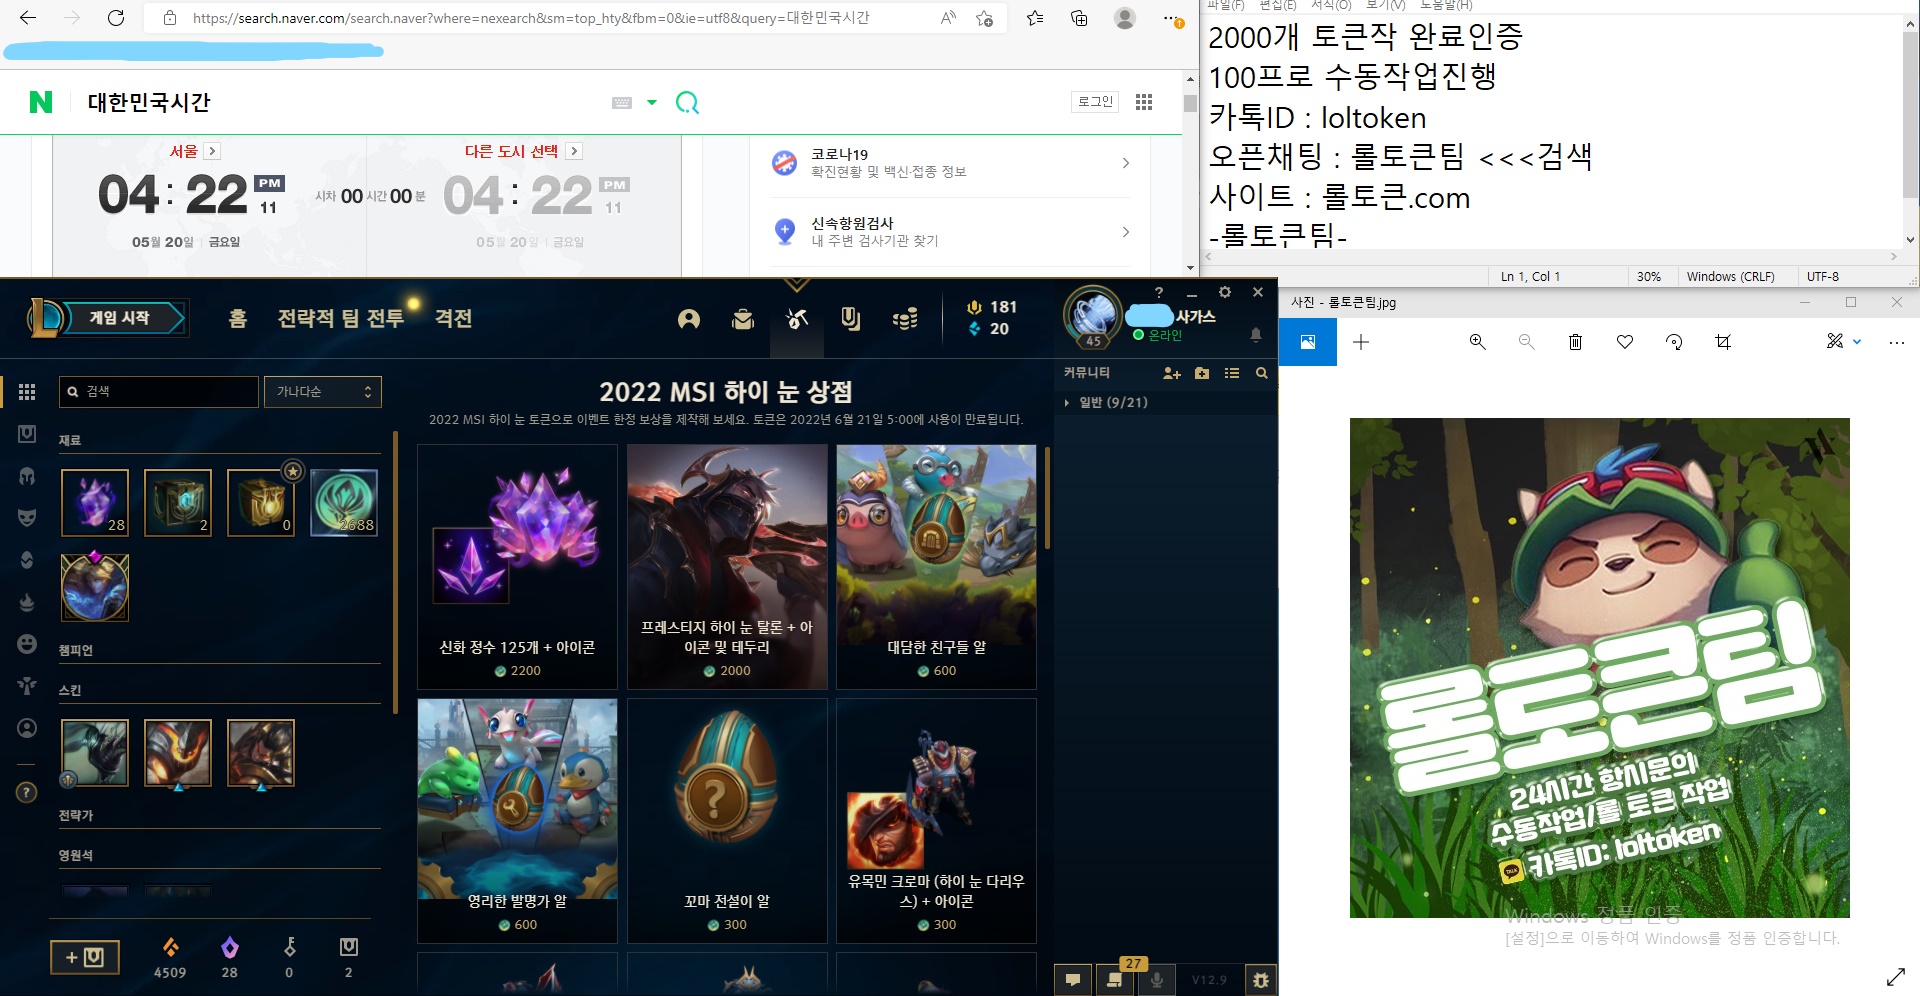 https://search.naver.com/search.naver?where=nexearch&sm=top_hty&fbm=0&ie=utf8&query=대한민국시간
N
대한민국시간
로그인
서울
다른 도시 선택
04:22 PM 11
시차 00 시간 00 분
04:22 PM 11
05월 20일 | 금요일
05월 20일 | 금요일
코로나19
확진현황 및 백신·접종 정보
신속항원검사
내 주변 검사기관 찾기
파일(F) 편집(E) 서식(O) 보기(V) 도움말(H)
2000개 토큰작 완료인증
100프로 수동작업진행
카톡ID : loltoken
오픈채팅 : 롤토큰팀 <<<검색
사이트 : 롤토큰.com
-롤토큰팀-
Ln 1, Col 1
30%
Windows (CRLF)
UTF-8
게임 시작
홈
전략적 팀 전투
격전
181
20
45
사가스
온라인
커뮤니티
일반 (9/21)
검색
가나다순
재료
28
2
0
2688
챔피언
스킨
전략가
영원석
4509
28
0
2
2022 MSI 하이 눈 상점
2022 MSI 하이 눈 토큰으로 이벤트 한정 보상을 제작해 보세요. 토큰은 2022년 6월 21일 5:00에 사용이 만료됩니다.
신화 정수 125개 + 아이콘
2200
프레스티지 하이 눈 탈론 + 아
이콘 및 테두리
2000
대담한 친구들 알
600
영리한 발명가 알
600
꼬마 전설이 알
300
유목민 크로마 (하이 눈 다리우
스) + 아이콘
300
27
V12.9
사진 - 롤토큰팀.jpg
롤토큰팀
24시간 항시문의
수동작업/롤 토큰 작업
TALK
카톡ID: loltoken
Windows 정품 인증
[설정]으로 이동하여 Windows를 정품 인증합니다.